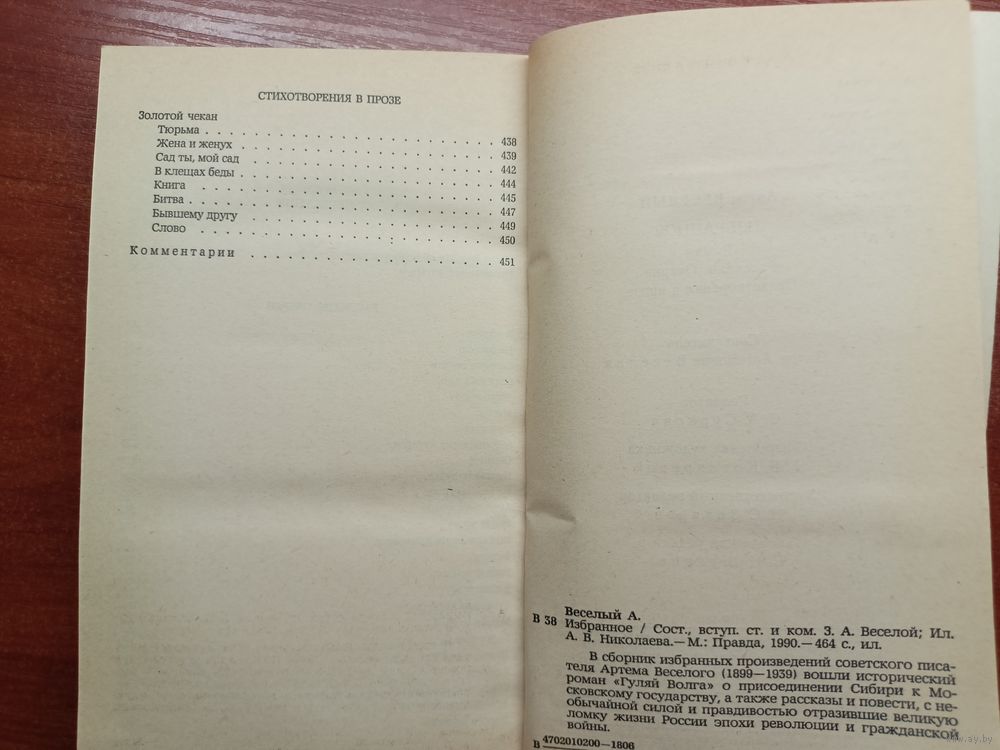 СТИХОТВОРЕНИЯ В ПРОЗЕ
Золотой чекан
Тюрьма . . . . . . . . . . . . . . . . . . . . . . . . 438
Жена и женух . . . . . . . . . . . . . . . . . . . . . 439
Сад ты, мой сад . . . . . . . . . . . . . . . . . . . . 442
В клещах беды . . . . . . . . . . . . . . . . . . . . . 444
Книга . . . . . . . . . . . . . . . . . . . . . . . . 445
Битва . . . . . . . . . . . . . . . . . . . . . . . . 447
Бывшему другу . . . . . . . . . . . . . . . . . . . . 449
Слово . . . . . . . . . . . . . . . . . . . . . . . . 450
Комментарии . . . . . . . . . . . . . . . . . . . . . 451
Веселый А.
В 38 Избранное / Сост., вступ. ст. и ком. З. А. Веселой; Ил.
А. В. Николаева.— М.: Правда, 1990.— 464 с., ил.
В сборник избранных произведений советского писа-
теля Артема Веселого (1899—1939) вошли исторический
роман «Гуляй Волга» о присоединении Сибири к Мо-
сковскому государству, а также рассказы и повести, с не-
обычайной силой и правдивостью отразившие великую
ломку жизни России эпохи революции и гражданской
войны.
В 4702010200—1806